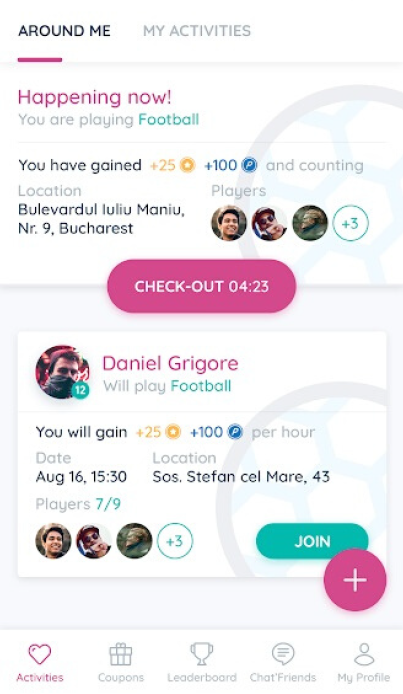 AROUND ME MY ACTIVITIES
Happening now!
You are playing Football
You have gained +25 +100 P and counting
Location Players
Bulevardul Iuliu Maniu,
Nr. 9, Bucharest
+3
CHECK-OUT 04:23
Daniel Grigore
12
Will play Football
You will gain +25 +100 P per hour
Date Location
Aug 16, 15:30 Sos. Stefan cel Mare, 43
Players 7/9
+3
JOIN
+
Activities Coupons Leaderboard Chat'Friends My Profile